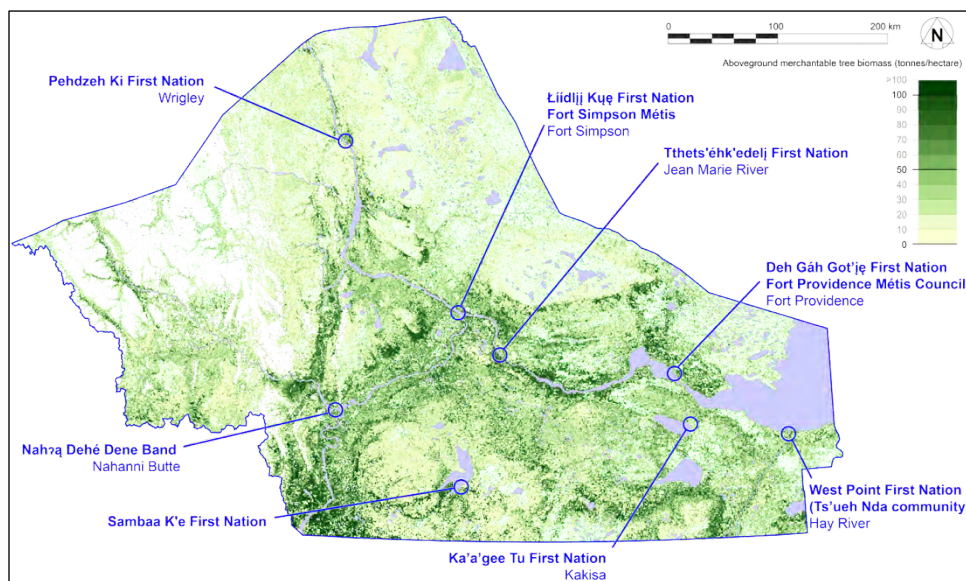 0 100 200 km
N
Aboveground merchantable tree biomass (tonnes/hectare)
>100
100
90
80
70
60
50
40
30
20
10
0
Pehdzeh Ki First Nation
Wrigley
Łíídlįį Kųę First Nation
Fort Simpson Métis
Fort Simpson
Tthets'éhk'edelį First Nation
Jean Marie River
Deh Gáh Got'įę First Nation
Fort Providence Métis Council
Fort Providence
Nahɂą Dehé Dene Band
Nahanni Butte
Sambaa K'e First Nation
Ka'a'gee Tu First Nation
Kakisa
West Point First Nation
(Ts'ueh Nda community
Hay River